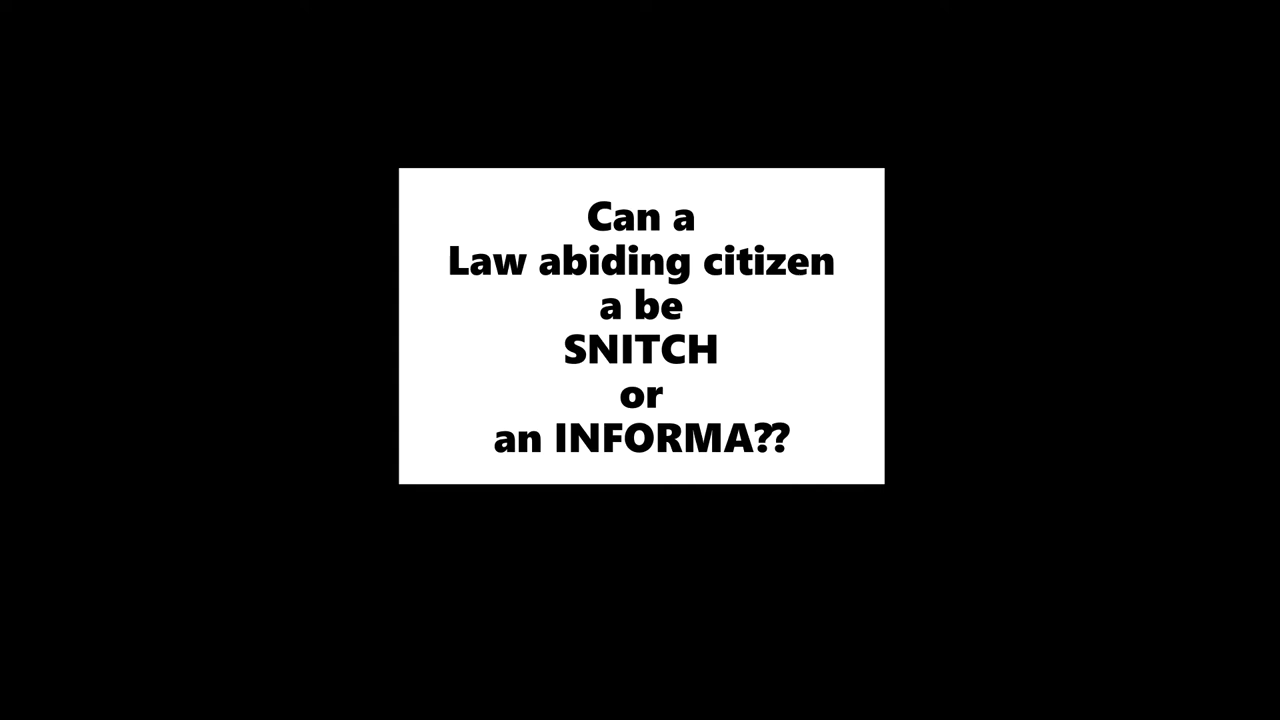 Can a
Law abiding citizen
a be
SNITCH
or
an INFORMA??